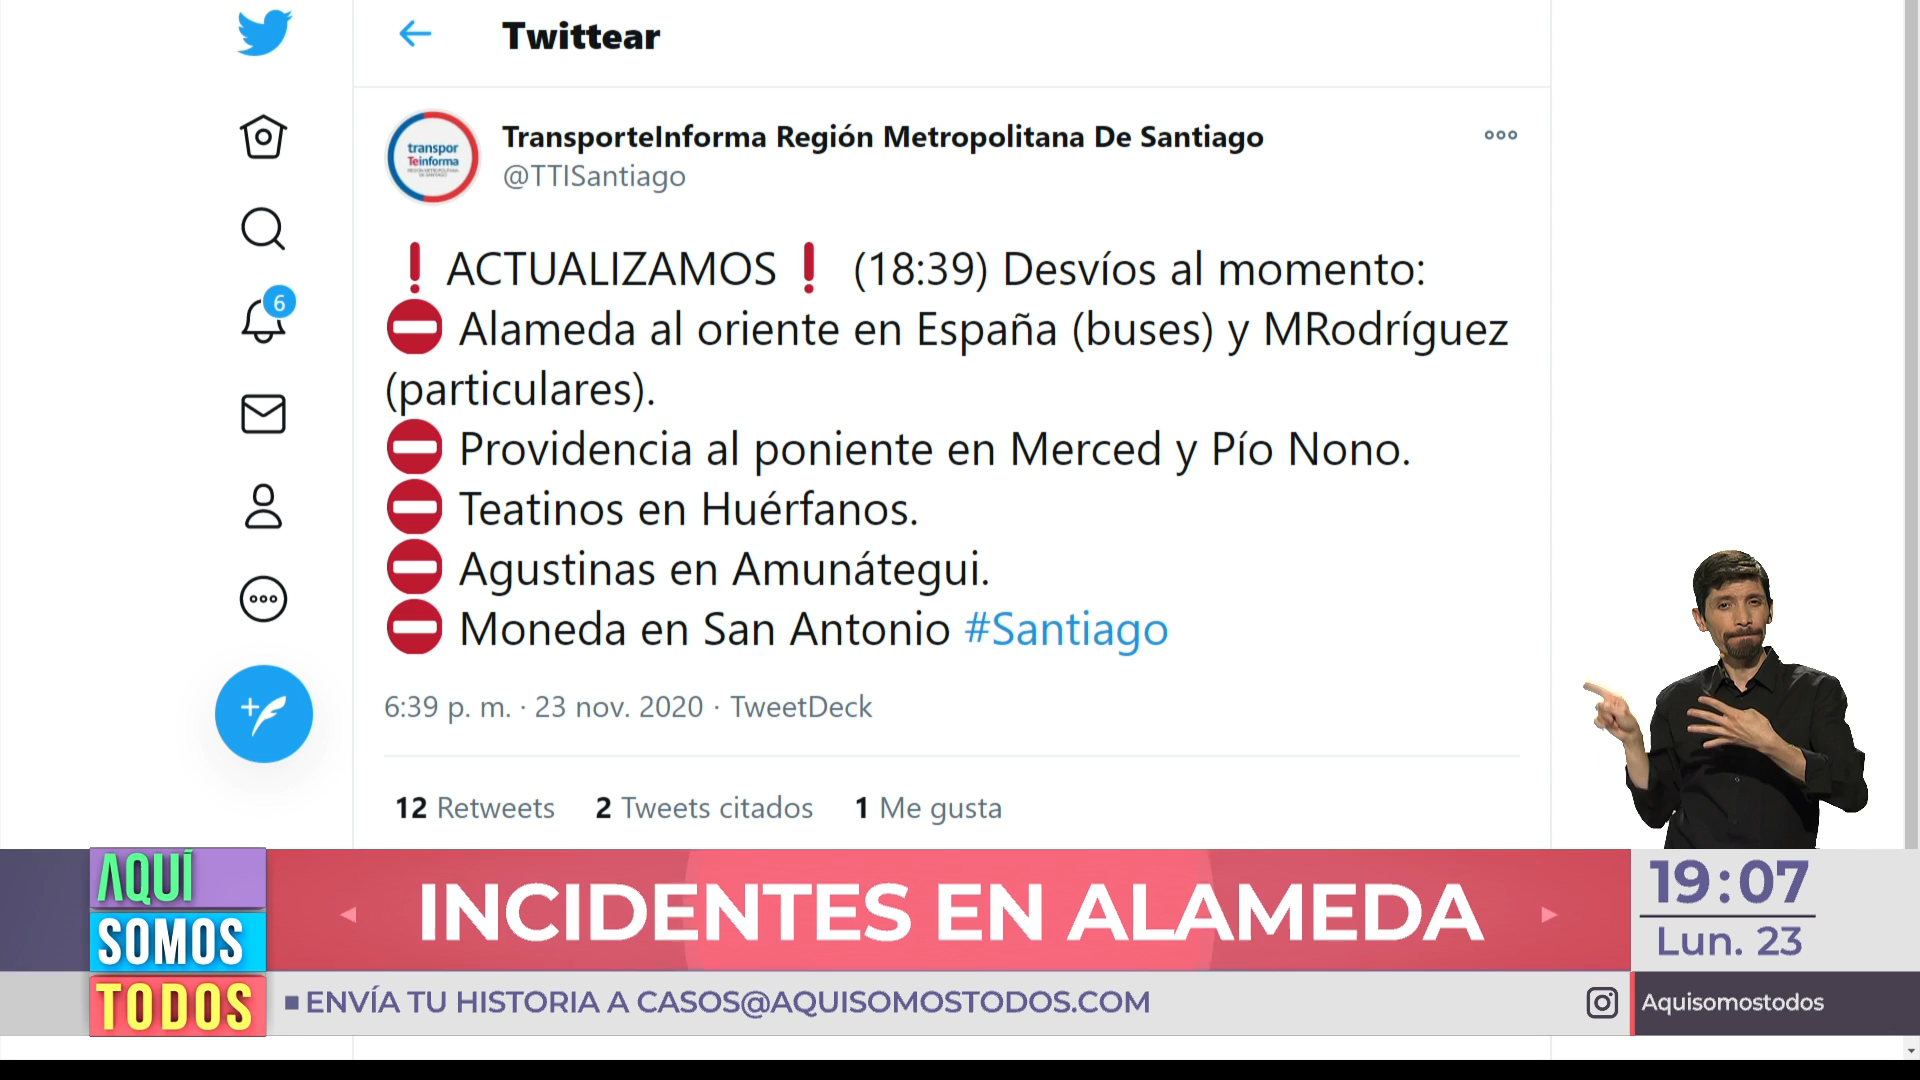 Twittear
transpor
Teinforma
TransporteInforma Región Metropolitana De Santiago
@TTISantiago
6
❗ACTUALIZAMOS❗ (18:39) Desvíos al momento:
⛔ Alameda al oriente en España (buses) y MRodríguez
(particulares).
⛔ Providencia al poniente en Merced y Pío Nono.
⛔ Teatinos en Huérfanos.
⛔ Agustinas en Amunátegui.
⛔ Moneda en San Antonio #Santiago
6:39 p. m. · 23 nov. 2020 · TweetDeck
12 Retweets 2 Tweets citados 1 Me gusta
AQUÍ
SOMOS
TODOS
INCIDENTES EN ALAMEDA
19:07
Lun. 23
ENVÍA TU HISTORIA A CASOS@AQUISOMOSTODOS.COM
Aquisomostodos